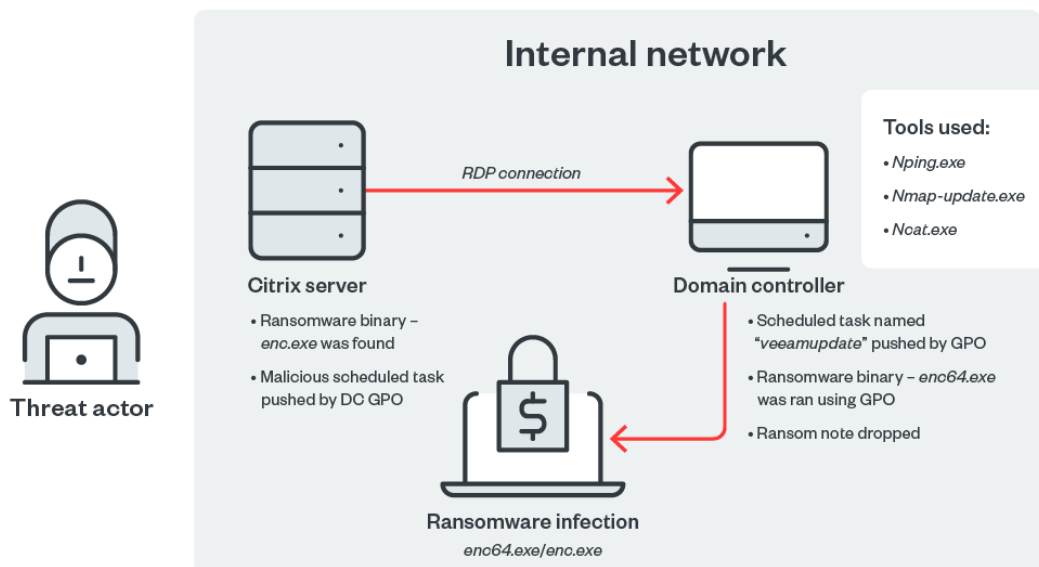 Internal network
Tools used:
• Nping.exe
• Nmap-update.exe
• Ncat.exe
RDP connection
Threat actor
Citrix server
• Ransomware binary –
enc.exe was found
• Malicious scheduled task
pushed by DC GPO
Domain controller
• Scheduled task named
“veeamupdate” pushed by GPO
• Ransomware binary – enc64.exe
was ran using GPO
• Ransom note dropped
$
Ransomware infection
enc64.exe/enc.exe